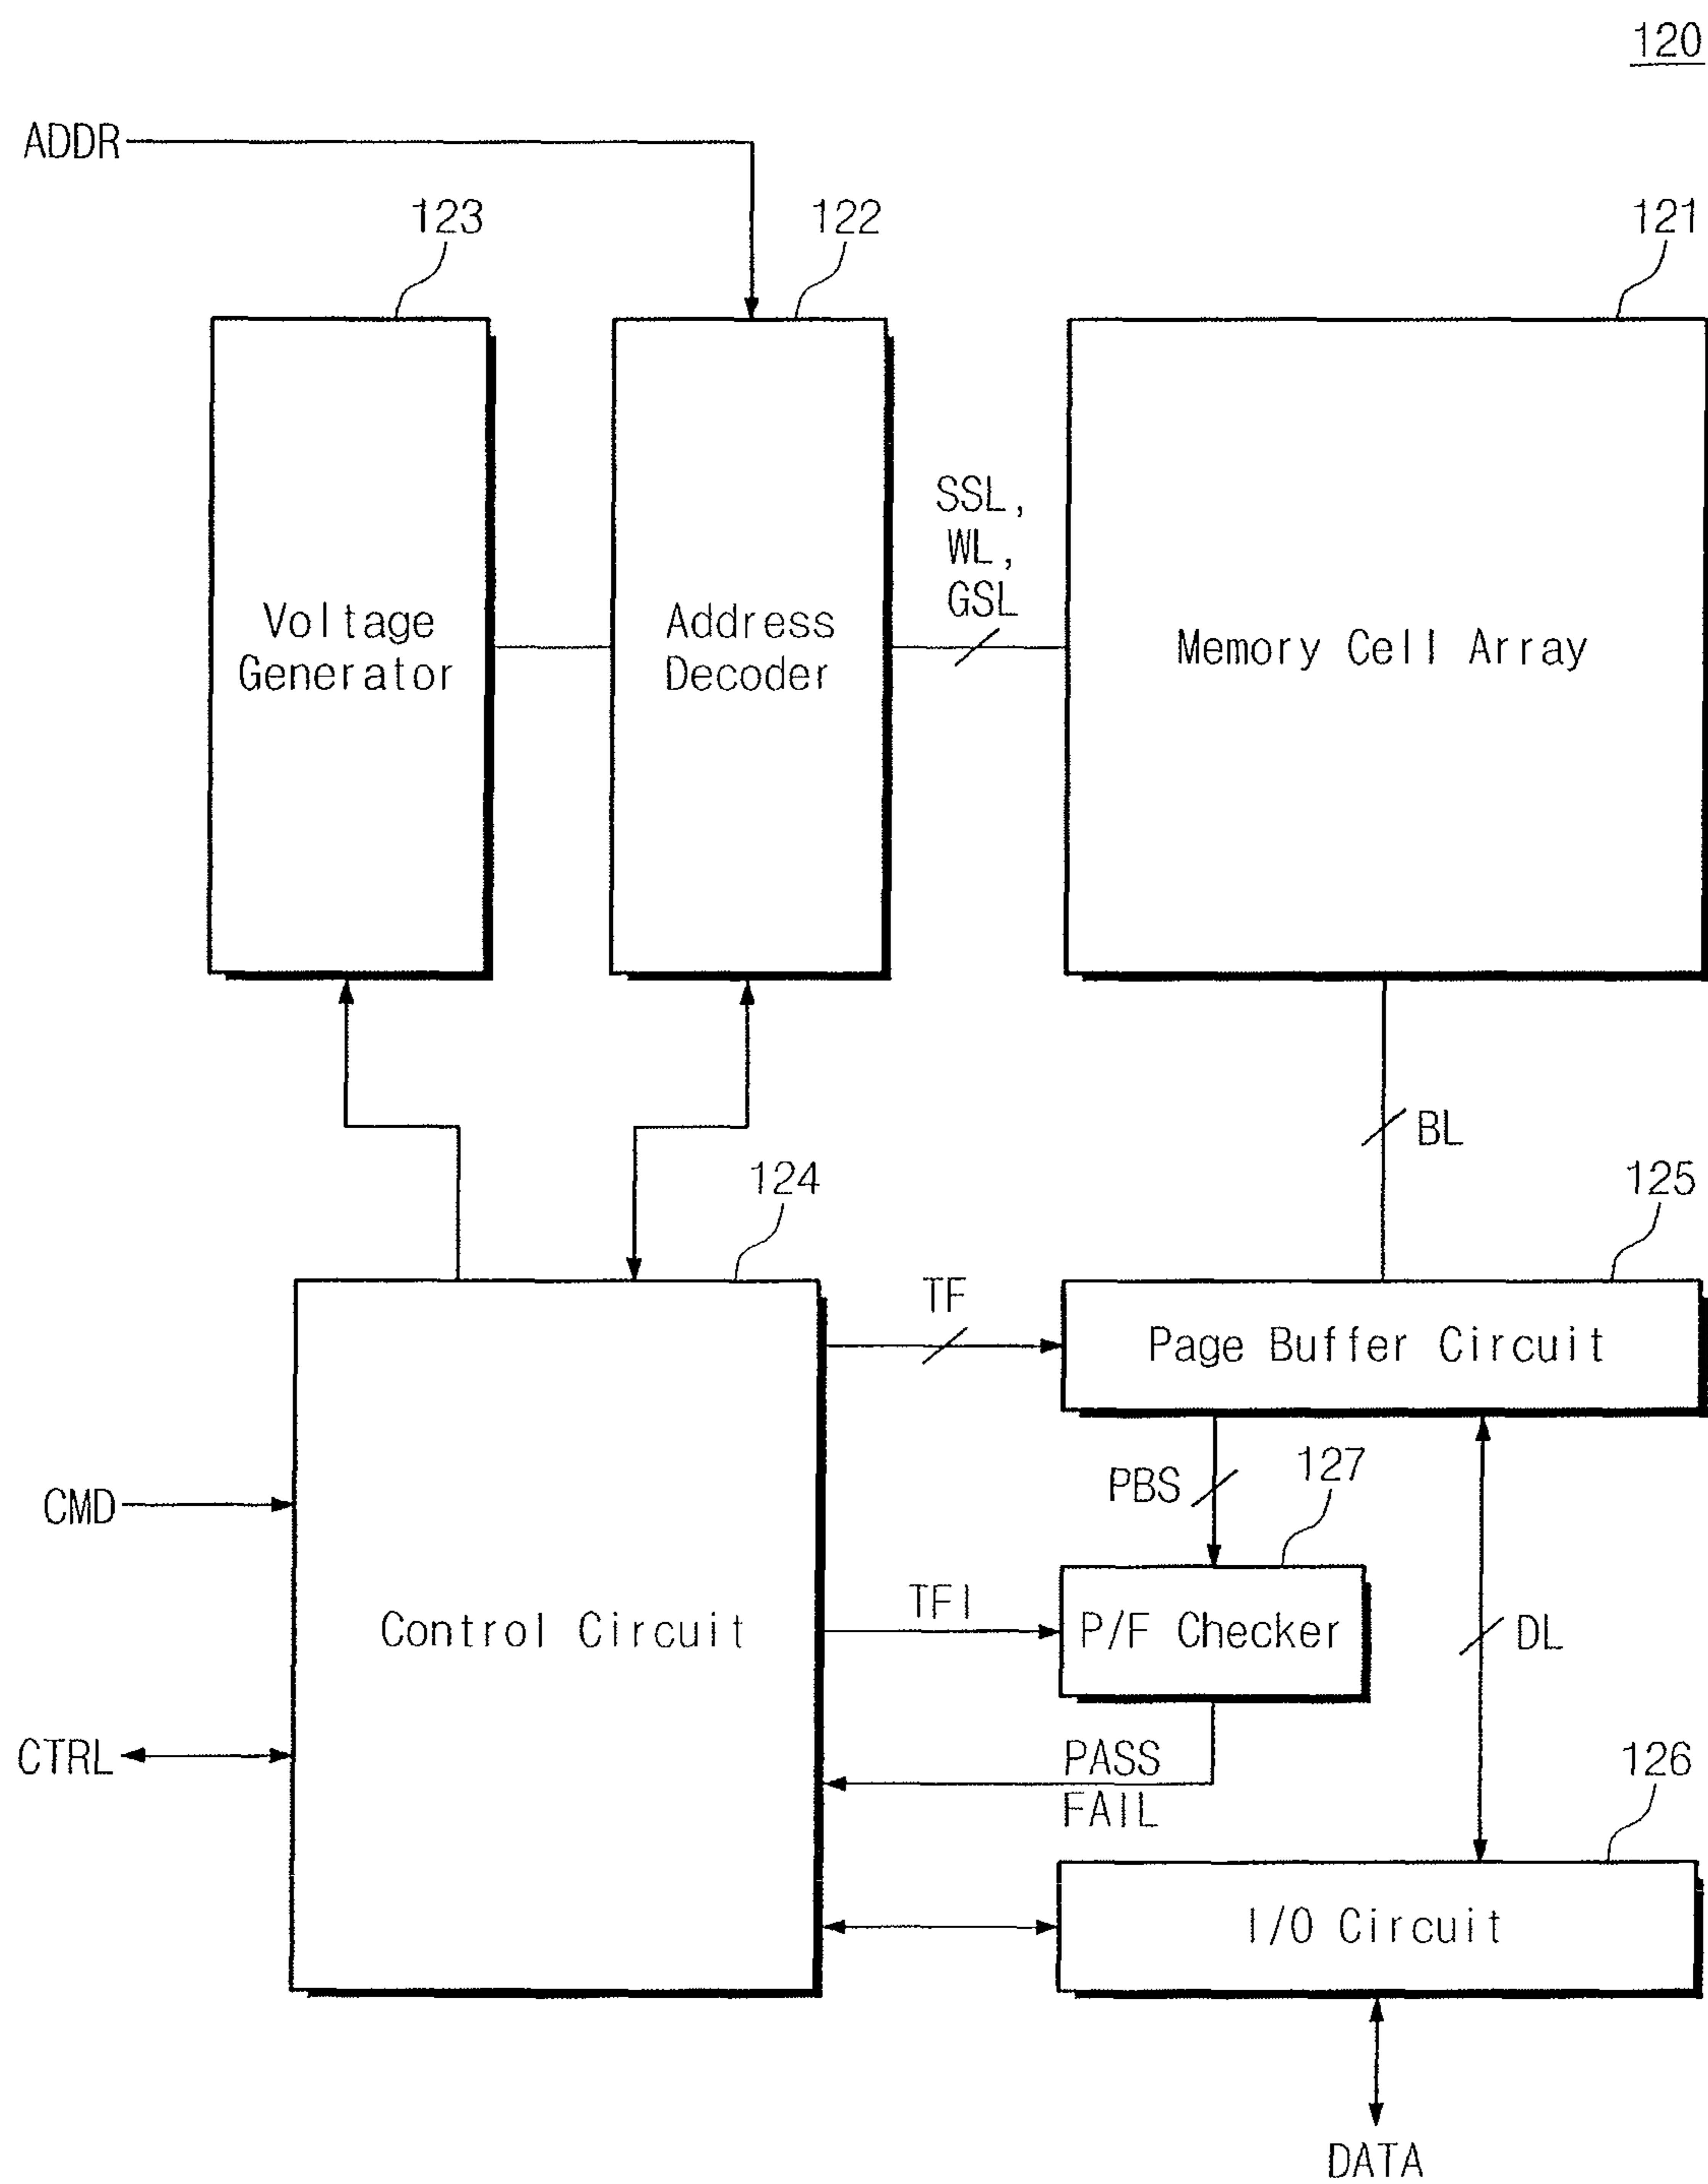 120
ADDR
123
122
121
SSL,
WL,
GSL
Voltage
Generator
Address
Decoder
Memory Cell Array
BL
124
125
TF
Page Buffer Circuit
CMD
PBS
127
TFI
Control Circuit
P/F Checker
DL
CTRL
PASS
FAIL
126
I/O Circuit
DATA